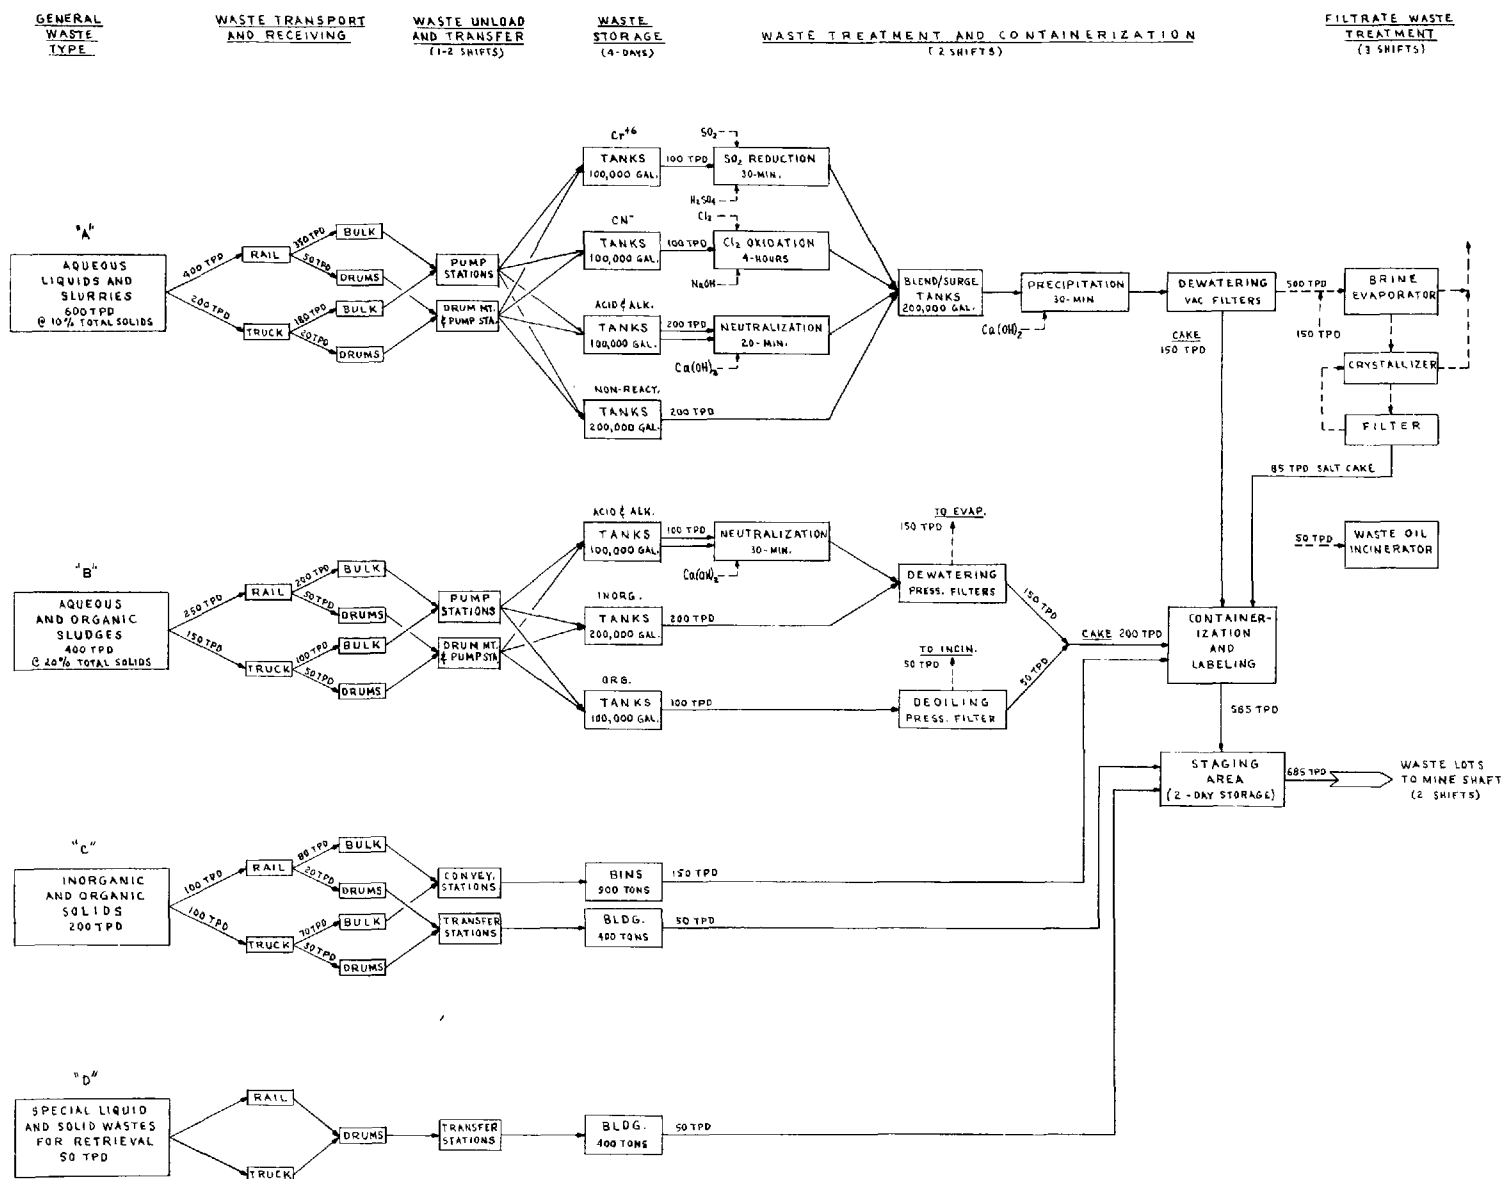 GENERAL
WASTE
TYPE
WASTE TRANSPORT
AND RECEIVING
WASTE UNLOAD
AND TRANSFER
(1-2 SHIFTS)
WASTE
STORAGE
(4-DAYS)
WASTE TREATMENT AND CONTAINERIZATION
(2 SHIFTS)
FILTRATE WASTE
TREATMENT
(3 SHIFTS)
"A"
AQUEOUS
LIQUIDS AND
SLURRIES
600 TPD
@ 10% TOTAL SOLIDS
400 TPD
200 TPD
RAIL
TRUCK
350 TPD
50 TPD
180 TPD
20 TPD
BULK
DRUMS
BULK
DRUMS
PUMP
STATIONS
DRUM MT.
& PUMP STA.
Cr+6
TANKS
100,000 GAL.
100 TPD
SO2
SO2 REDUCTION
30-MIN.
H2SO4
CN-
TANKS
100,000 GAL.
100 TPD
Cl2
Cl2 OXIDATION
4-HOURS
NaOH
ACID & ALK.
TANKS
100,000 GAL.
200 TPD
NEUTRALIZATION
20-MIN.
Ca(OH)2
NON-REACT.
TANKS
200,000 GAL.
200 TPD
BLEND/SURGE
TANKS
200,000 GAL.
PRECIPITATION
30-MIN
Ca(OH)2
DEWATERING
VAC FILTERS
CAKE
150 TPD
500 TPD
150 TPD
BRINE
EVAPORATOR
CRYSTALLIZER
FILTER
85 TPD SALT CAKE
50 TPD
WASTE OIL
INCINERATOR
"B"
AQUEOUS
AND ORGANIC
SLUDGES
400 TPD
@ 20% TOTAL SOLIDS
250 TPD
150 TPD
RAIL
TRUCK
200 TPD
50 TPD
100 TPD
50 TPD
BULK
DRUMS
BULK
DRUMS
PUMP
STATIONS
DRUM MT.
& PUMP STA
ACID & ALK.
TANKS
100,000 GAL.
100 TPD
NEUTRALIZATION
30-MIN.
Ca(OH)2
INORG.
TANKS
200,000 GAL.
200 TPD
ORG.
TANKS
100,000 GAL.
100 TPD
TO EVAP.
150 TPD
DEWATERING
PRESS. FILTERS
TO INCIN.
50 TPD
DEOILING
PRESS. FILTER
150 TPD
50 TPD
CAKE 200 TPD
CONTAINER-
IZATION
AND
LABELING
585 TPD
STAGING
AREA
(2-DAY STORAGE)
685 TPD
WASTE LOTS
TO MINE SHAFT
(2 SHIFTS)
"C"
INORGANIC
AND ORGANIC
SOLIDS
200 TPD
100 TPD
100 TPD
RAIL
TRUCK
80 TPD
20 TPD
70 TPD
30 TPD
BULK
DRUMS
BULK
DRUMS
CONVEY.
STATIONS
TRANSFER
STATIONS
BINS
900 TONS
150 TPD
BLDG.
400 TONS
50 TPD
"D"
SPECIAL LIQUID
AND SOLID WASTES
FOR RETRIEVAL
50 TPD
RAIL
TRUCK
DRUMS
TRANSFER
STATIONS
BLDG.
400 TONS
50 TPD